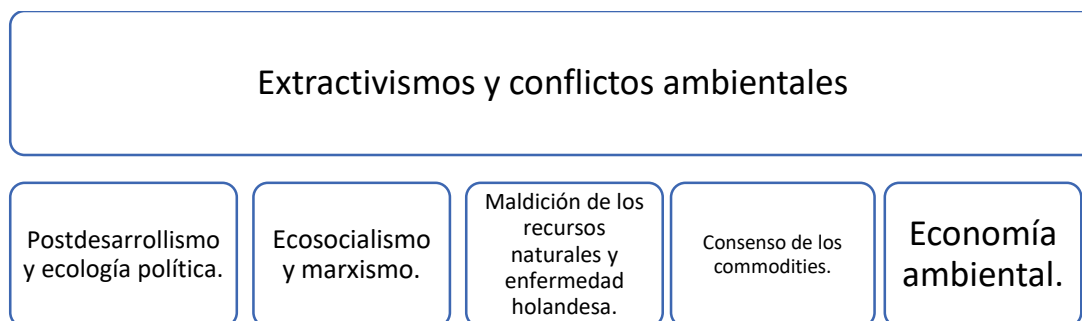 Extractivismos y conflictos ambientales
Postdesarrollismo
y ecología política.
Ecosocialismo
y marxismo.
Maldición de los
recursos
naturales y
enfermedad
holandesa.
Consenso de los
commodities.
Economía
ambiental.